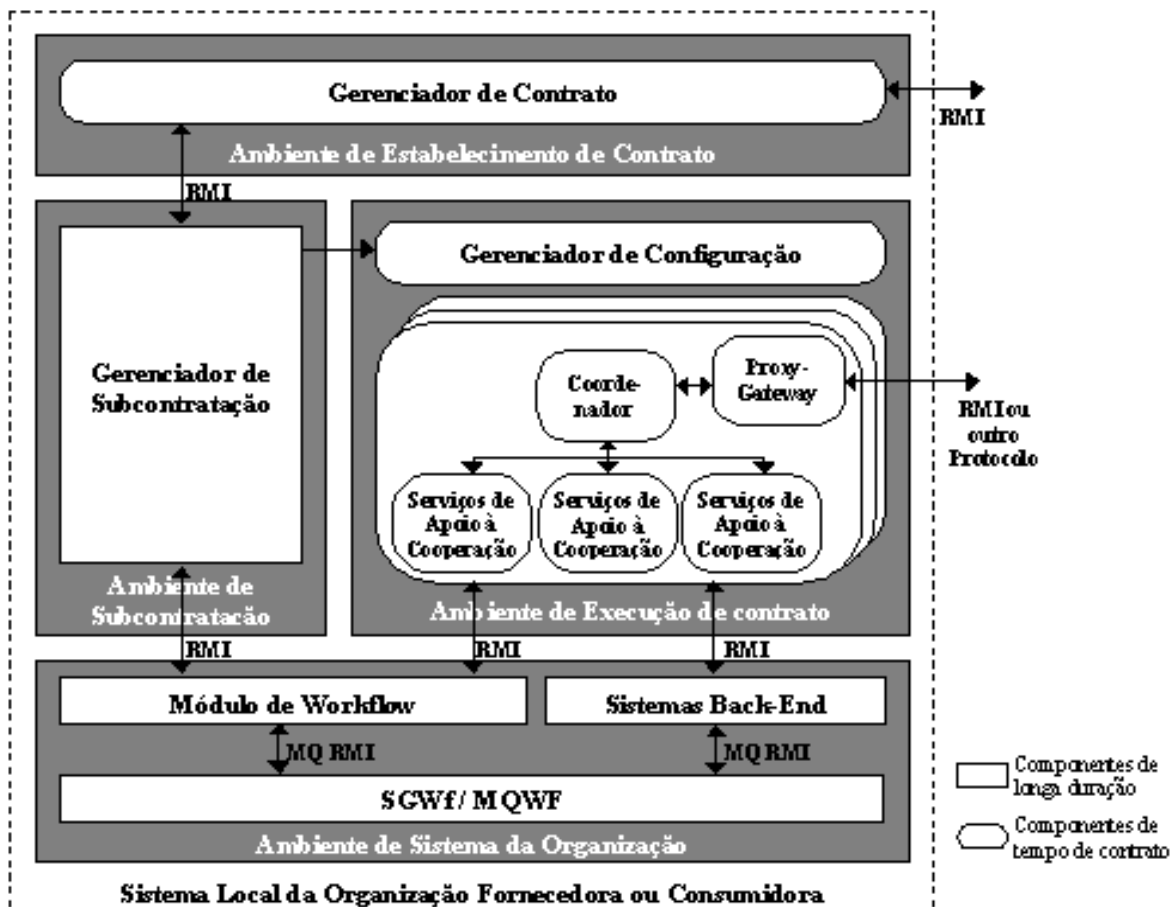 Gerenciador de Contrato
RMI
Ambiente de Estabelecimento de Contrato
RMI
Gerenciador de Configuração
Gerenciador de
Subcontratação
Coorde-
nador
Proxy-
Gateway
RMI ou
outro
Protocolo
Serviços de
Apoio à
Cooperação
Serviços de
Apoio à
Cooperação
Serviços de
Apoio à
Cooperação
Ambiente de
Subcontratacão
Ambiente de Execução de contrato
RMI
RMI
RMI
Módulo de Workflow
Sistemas Back-End
MQ RMI
MQ RMI
SGWf / MQWF
Ambiente de Sistema da Organização
Componentes de
longa duração
Componentes de
tempo de contrato
Sistema Local da Organização Fornecedora ou Consumidora